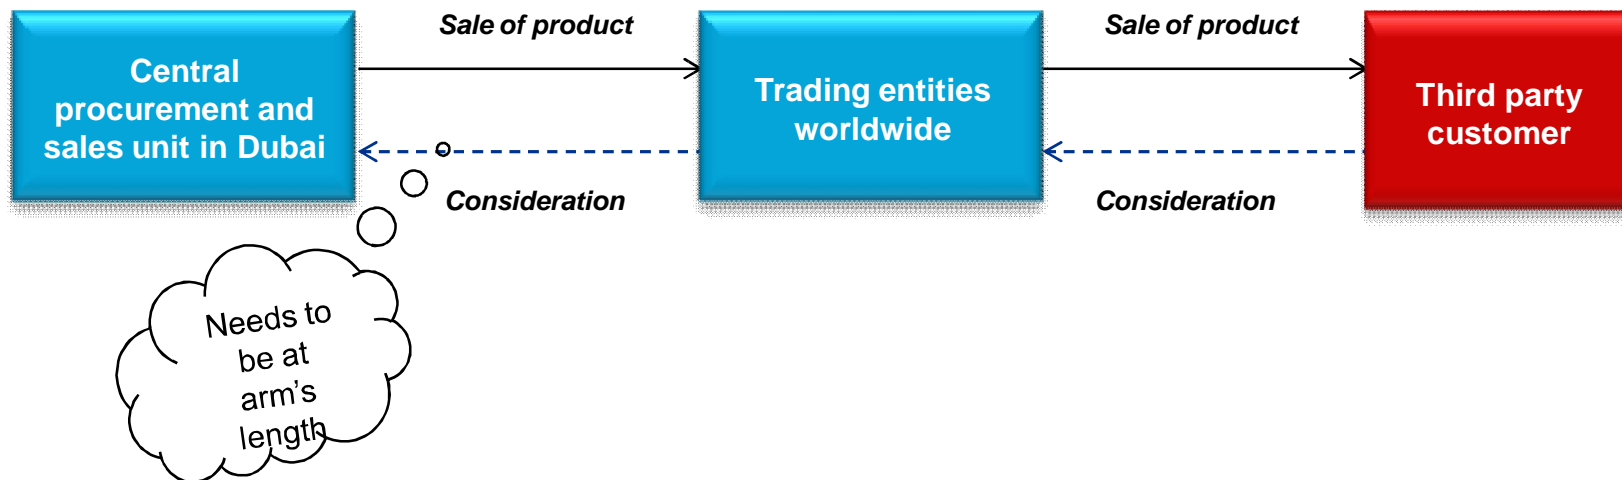 Sale of product
Sale of product
Central
procurement and
sales unit in Dubai
Trading entities
worldwide
Third party
customer
Consideration
Consideration
Needs to
be at
arm's
length